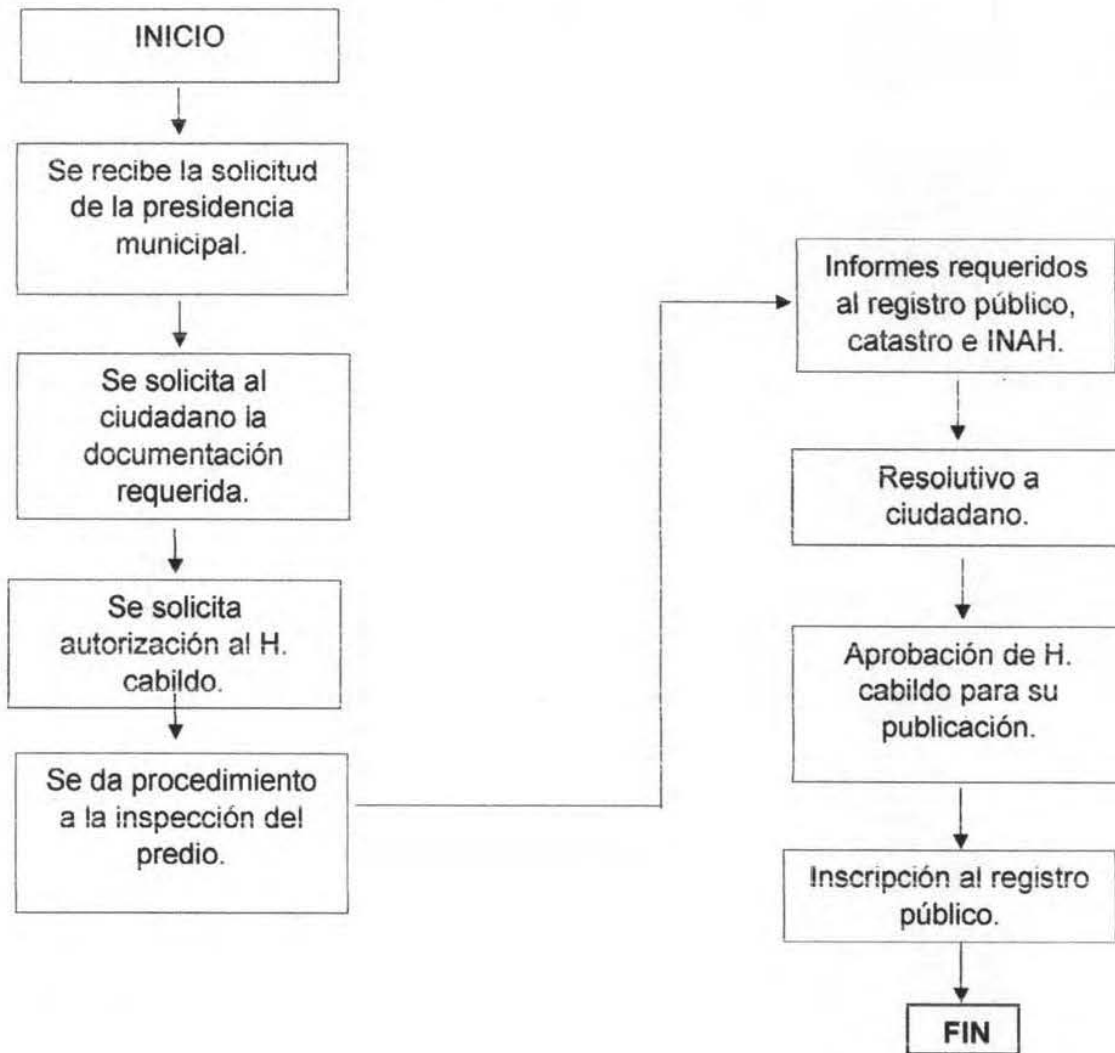 INICIO
Se recibe la solicitud
de la presidencia
municipal.
Se solicita al
ciudadano la
documentación
requerida.
Se solicita
autorización al H.
cabildo.
Se da procedimiento
a la inspección del
predio.
Informes requeridos
al registro público,
catastro e INAH.
Resolutivo a
ciudadano.
Aprobación de H.
cabildo para su
publicación.
Inscripción al registro
público.
FIN